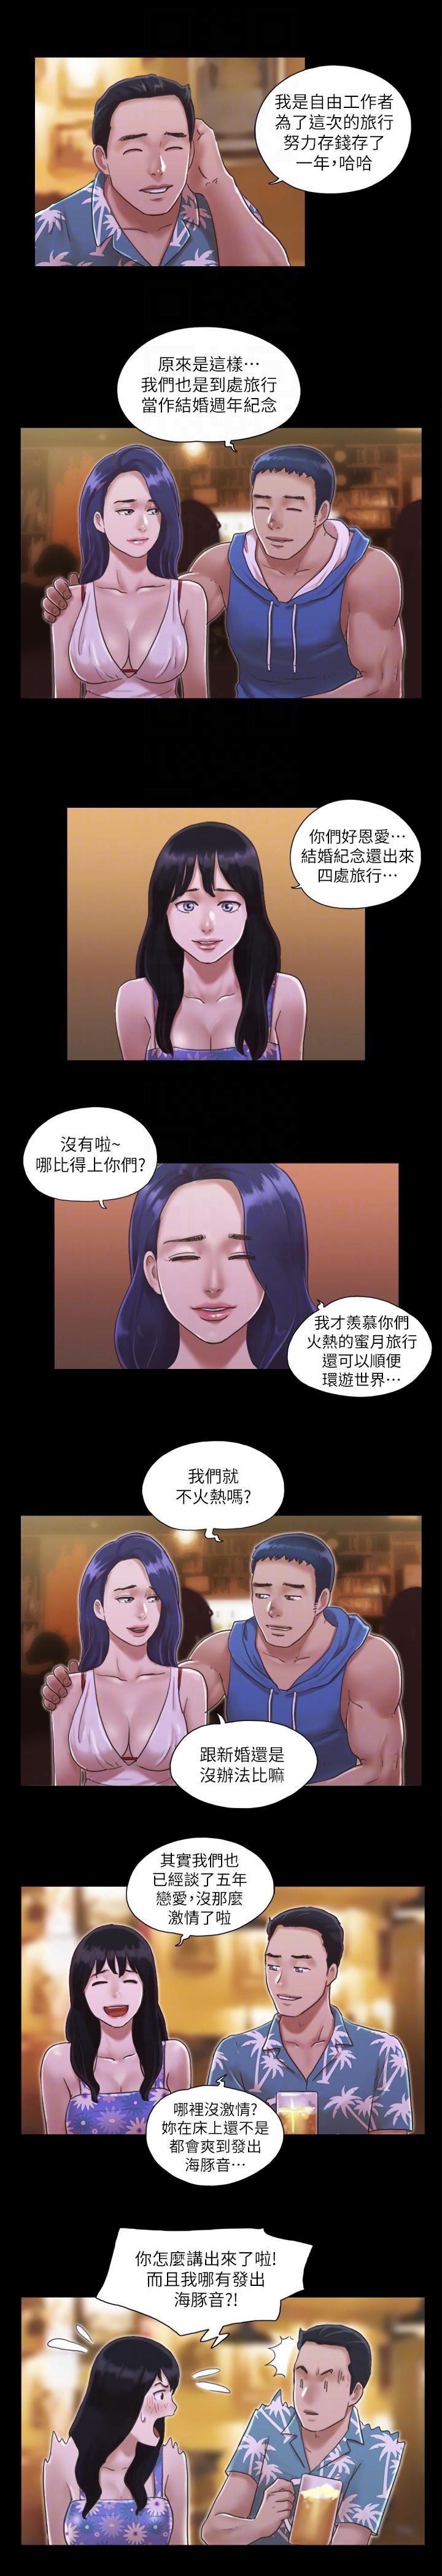 我是自由工作者
為了這次的旅行
努力存錢存了
一年,哈哈
原來是這樣⋯
我們也是到處旅行
當作結婚週年紀念
你們好恩愛⋯
結婚紀念還出來
四處旅行⋯
沒有啦~
哪比得上你們?
我才羨慕你們
火熱的蜜月旅行
還可以順便
環遊世界⋯
我們就
不火熱嗎?
跟新婚還是
沒辦法比嘛
其實我們也
已經談了五年
戀愛,沒那麼
激情了啦
哪裡沒激情?
妳在床上還不是
都會爽到發出
海豚音⋯
你怎麼講出來了啦!
而且我哪有發出
海豚音?!